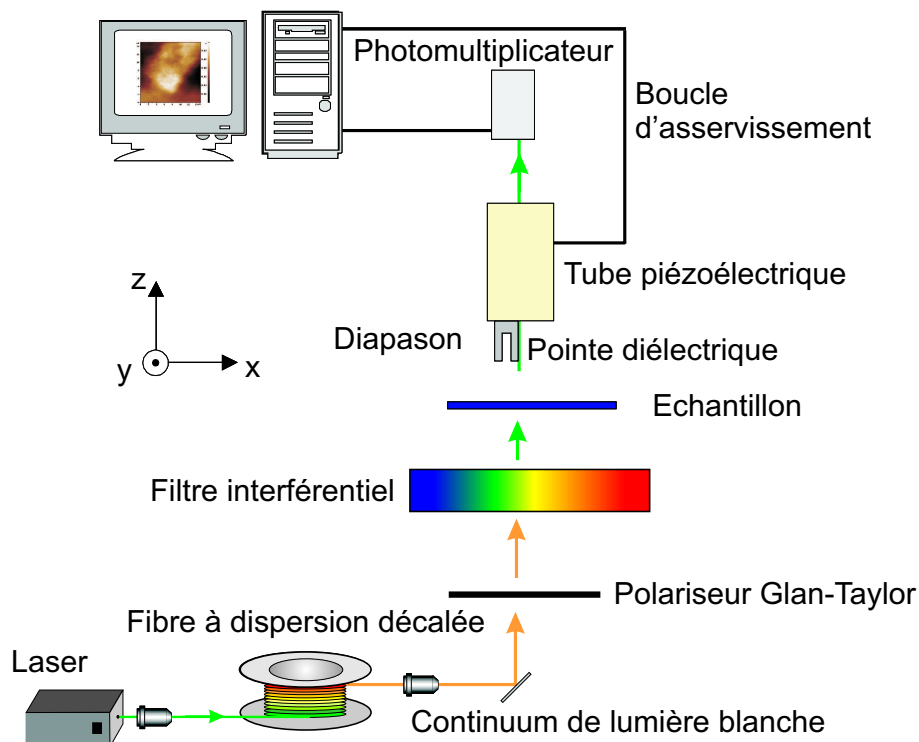 Photomultiplicateur
Boucle
d'asservissement
Tube piézoélectrique
z
y
x
Diapason
Pointe diélectrique
Echantillon
Filtre interférentiel
Polariseur Glan-Taylor
Fibre à dispersion décalée
Laser
Continuum de lumière blanche